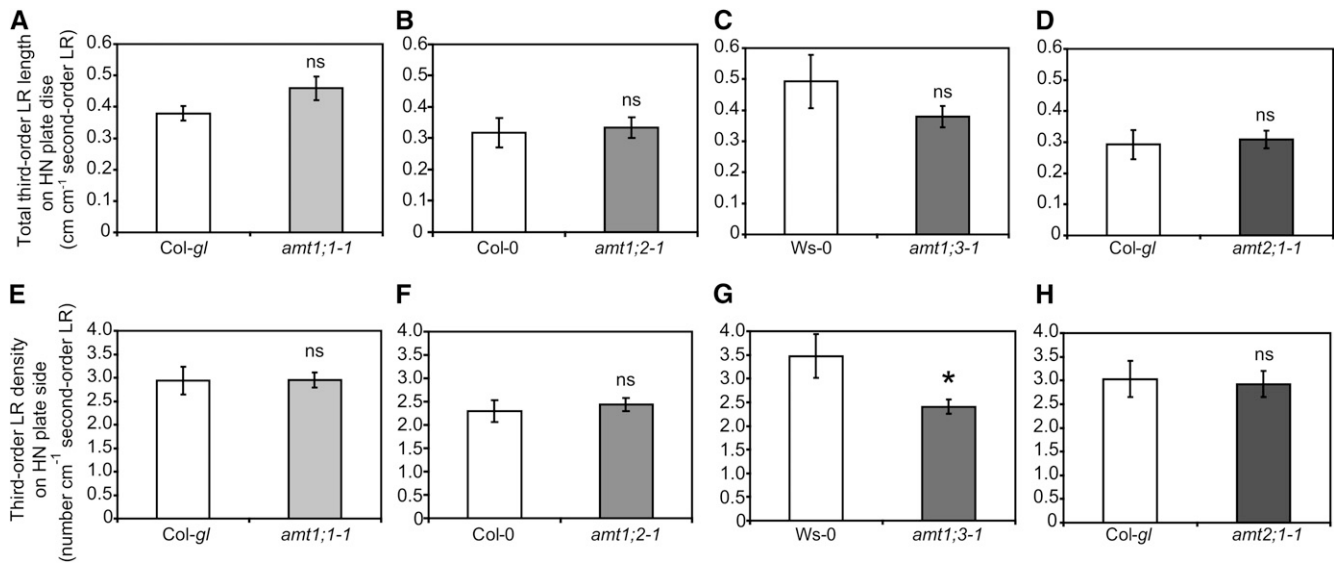 A
B
C
D
Total third-order LR length
on HN plate dise
(cm cm⁻¹ second-order LR)
0.6
0.5
0.4
0.3
0.2
0.1
0
ns
Col-gl
amt1;1-1
0.6
0.5
0.4
0.3
0.2
0.1
0
ns
Col-0
amt1;2-1
0.6
0.5
0.4
0.3
0.2
0.1
0
ns
Ws-0
amt1;3-1
0.6
0.5
0.4
0.3
0.2
0.1
0
ns
Col-gl
amt2;1-1
E
F
G
H
Third-order LR density
on HN plate side
(number cm⁻¹ second-order LR)
4.0
3.5
3.0
2.5
2.0
1.5
1.0
0.5
0
ns
Col-gl
amt1;1-1
4.0
3.5
3.0
2.5
2.0
1.5
1.0
0.5
0
ns
Col-0
amt1;2-1
4.0
3.5
3.0
2.5
2.0
1.5
1.0
0.5
0
*
Ws-0
amt1;3-1
4.0
3.5
3.0
2.5
2.0
1.5
1.0
0.5
0
ns
Col-gl
amt2;1-1